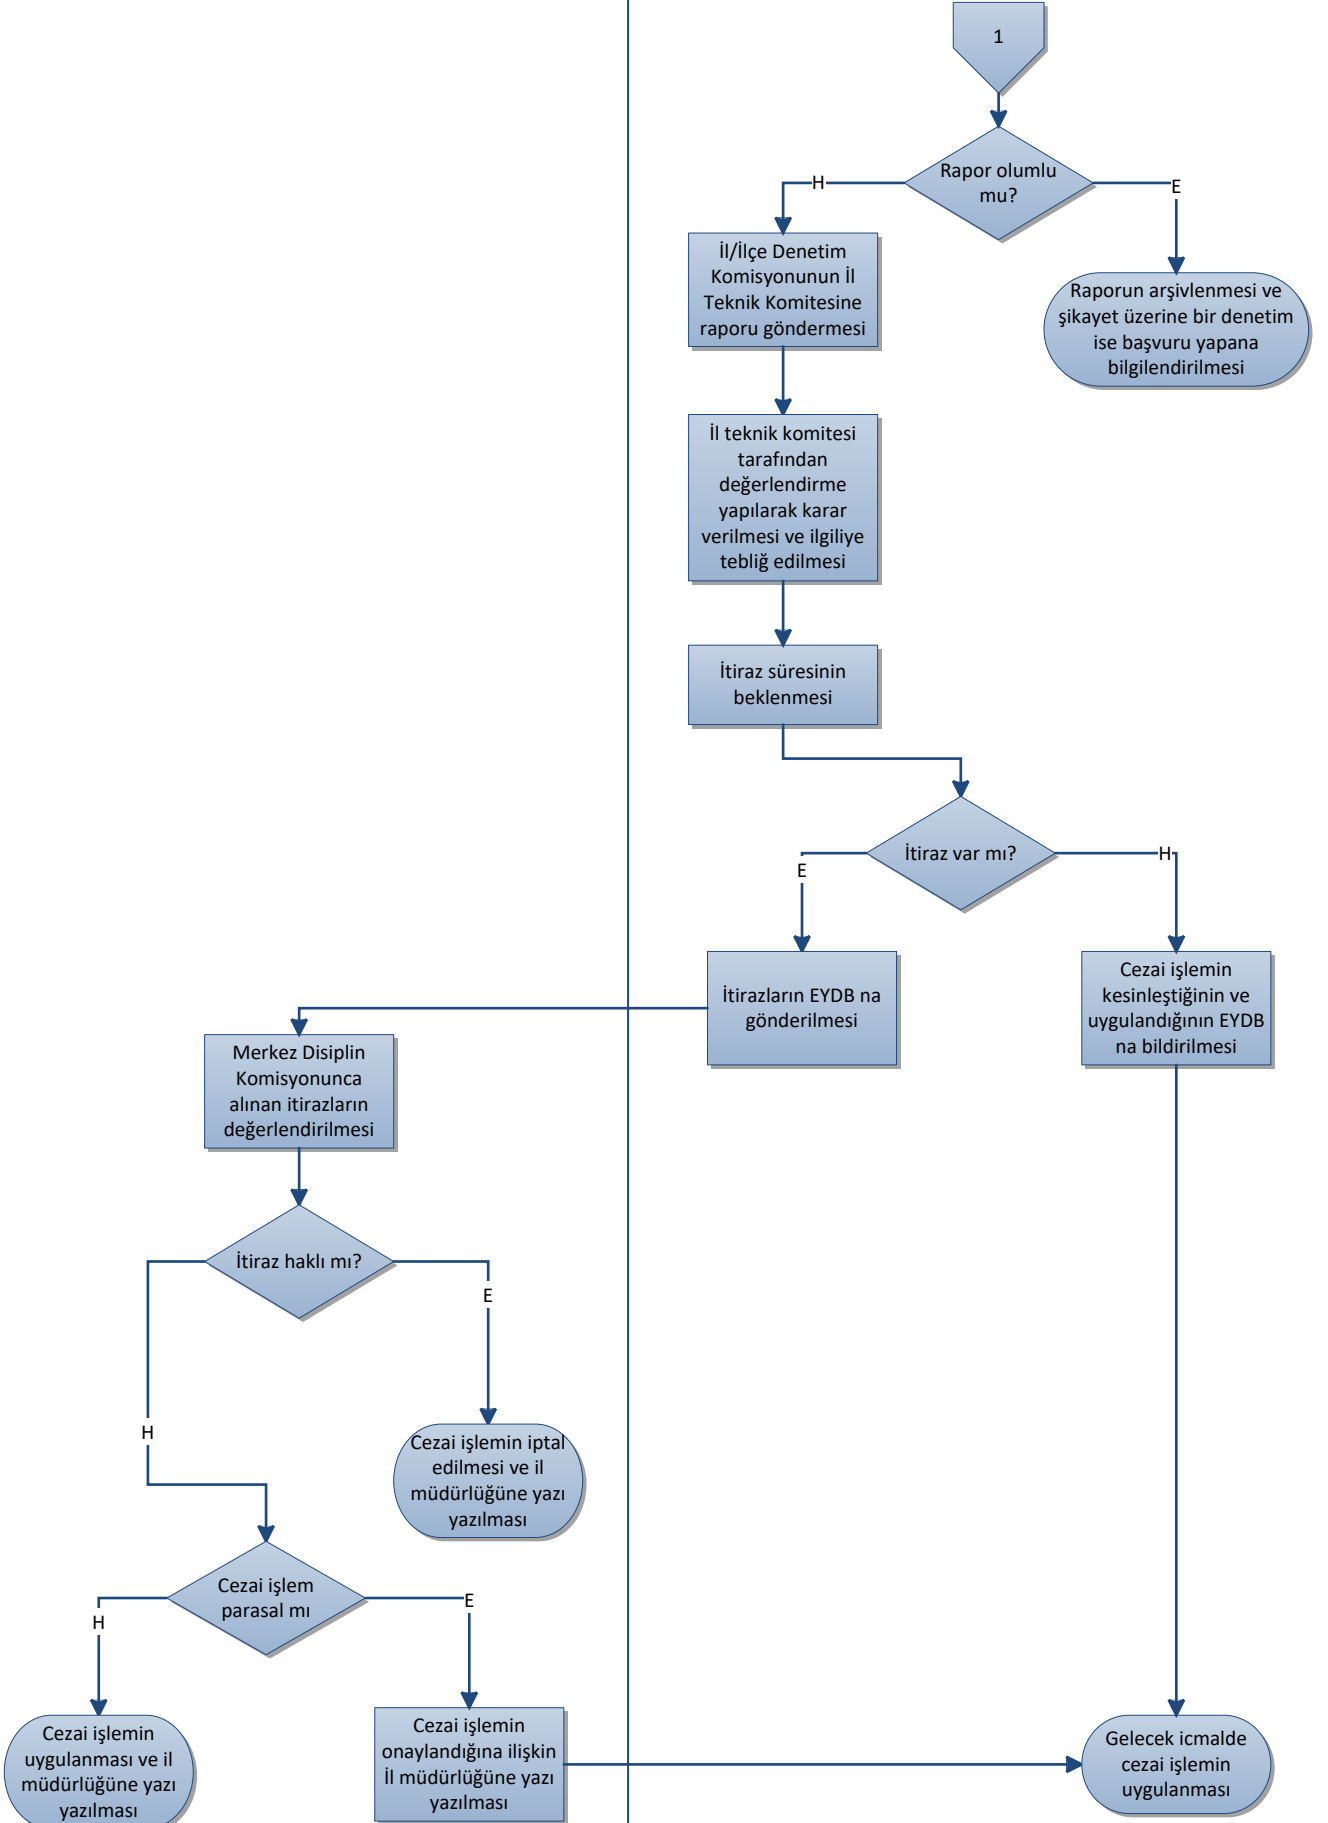 1
Rapor olumlu
mu?
H
E
İl/İlçe Denetim
Komisyonunun İl
Teknik Komitesine
raporu göndermesi
Raporun arşivlenmesi ve
şikayet üzerine bir denetim
ise başvuru yapana
bilgilendirilmesi
İl teknik komitesi
tarafından
değerlendirme
yapılarak karar
verilmesi ve ilgiliye
tebliğ edilmesi
İtiraz süresinin
beklenmesi
İtiraz var mı?
E
H
İtirazların EYDB na
gönderilmesi
Cezai işlemin
kesinleştiğinin ve
uygulandığının EYDB
na bildirilmesi
Merkez Disiplin
Komisyonunca
alınan itirazların
değerlendirilmesi
İtiraz haklı mı?
E
H
Cezai işlemin iptal
edilmesi ve il
müdürlüğüne yazı
yazılması
Cezai işlem
parasal mı
H
E
Cezai işlemin
uygulanması ve il
müdürlüğüne yazı
yazılması
Cezai işlemin
onaylandığına ilişkin
İl müdürlüğüne yazı
yazılması
Gelecek icmalde
cezai işlemin
uygulanması